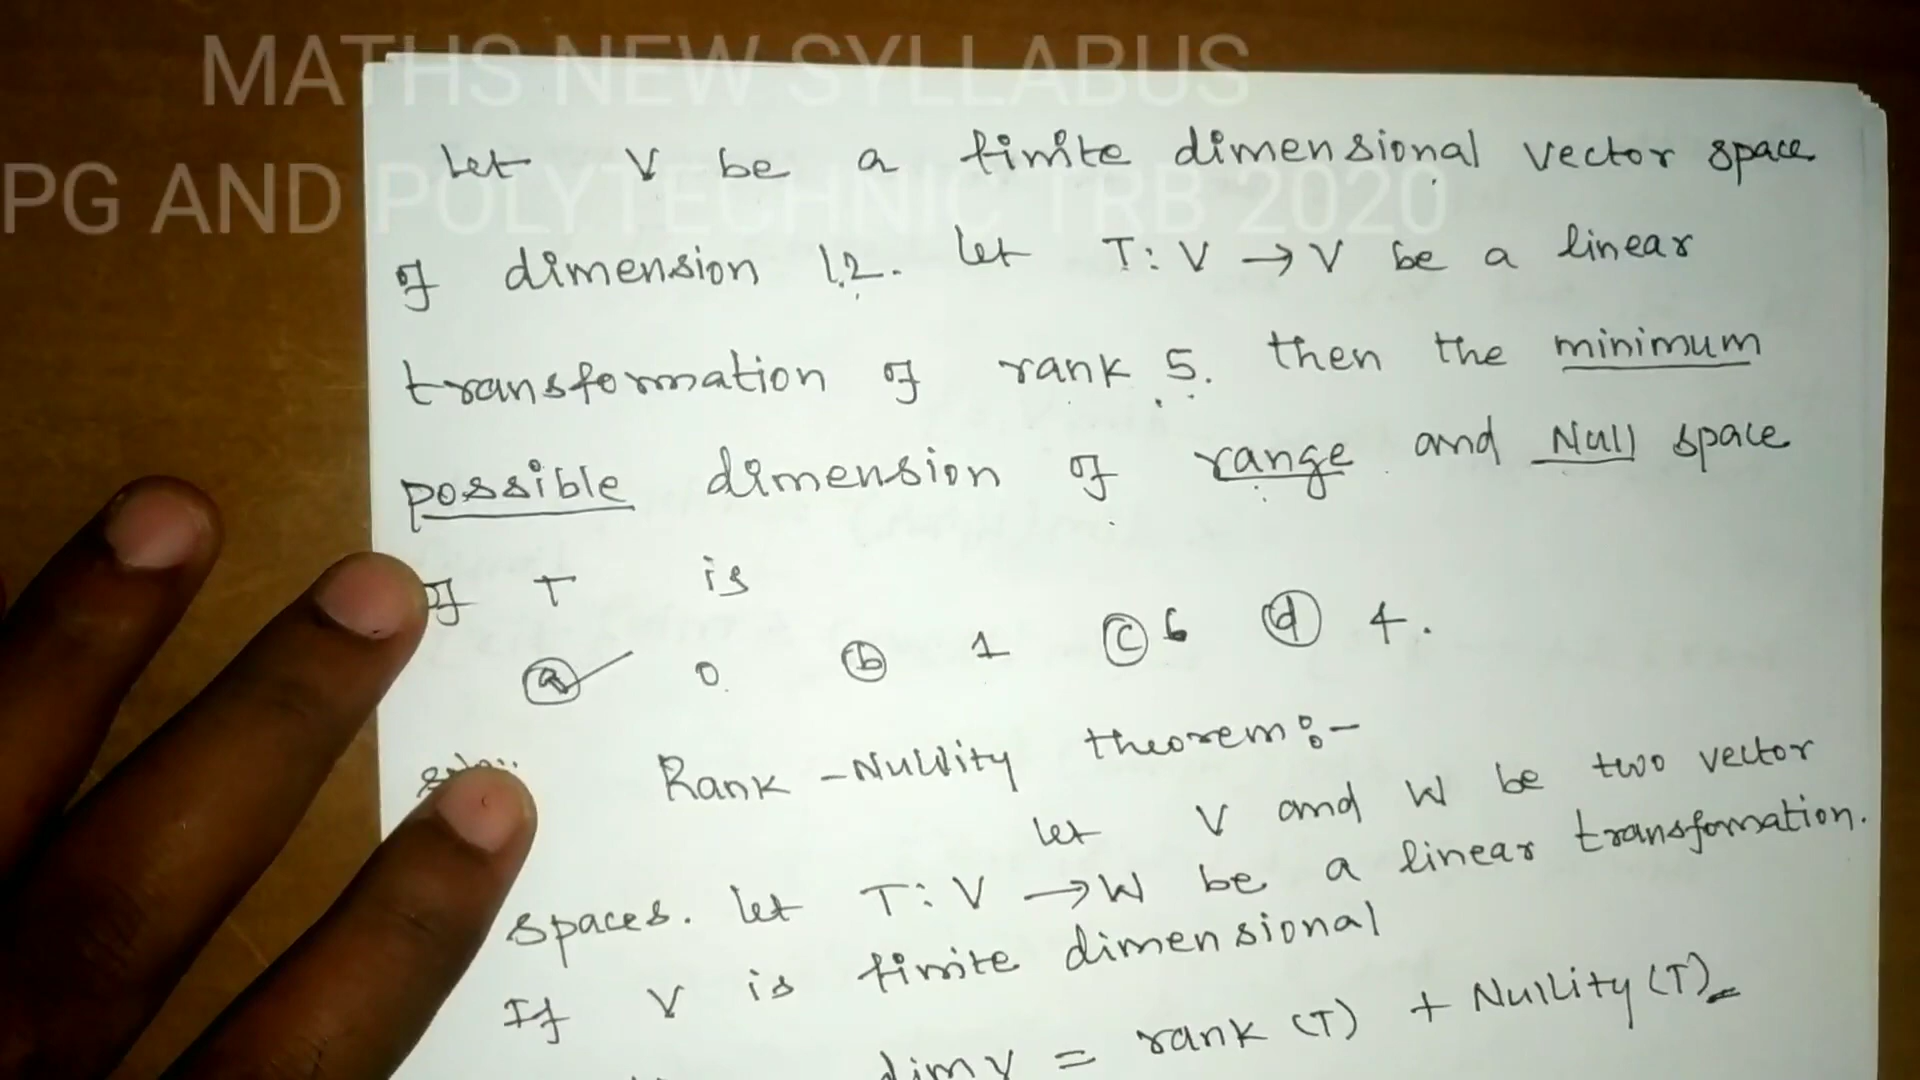 MATHS NEW SYLLABUS
PG AND POLYTECHNIC TRB 2020
Let V be a finite dimensional vector space
of dimension 12. Let T: V → V be a linear
transformation of rank 5. then the minimum
possible dimension of range and Null space
of T is
(a) 0 (b) 1 (c) 6 (d) 4.
Rank - Nullity theorem :-
Let V and W be two vector
spaces. Let T: V → W be a linear transformation.
If V is finite dimensional
dim V = rank (T) + Nullity (T)